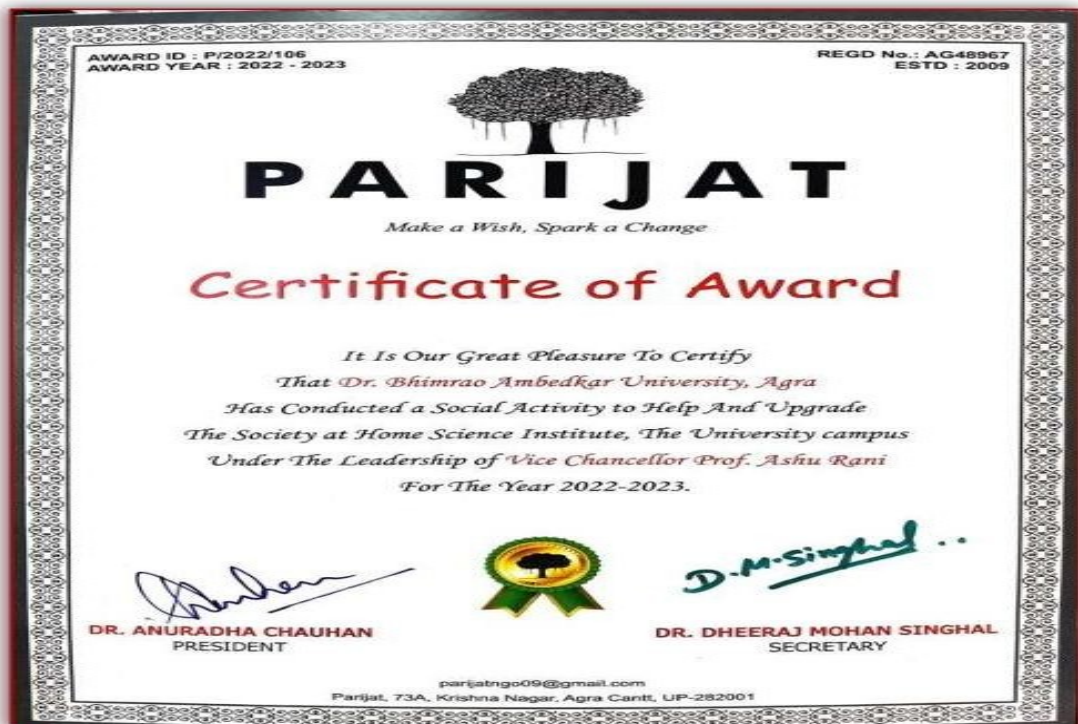 AWARD ID : P/2022/106
AWARD YEAR : 2022 - 2023
REGD No.: AG48967
ESTD : 2009
PARIJAT
Make a Wish, Spark a Change
Certificate of Award
It Is Our Great Pleasure To Certify
That Dr. Bhimrao Ambedkar University, Agra
Has Conducted a Social Activity to Help And Upgrade
The Society at Home Science Institute, The University campus
Under The Leadership of Vice Chancellor Prof. Ashu Rani
For The Year 2022-2023.
D.M.Singhal ..
DR. ANURADHA CHAUHAN
PRESIDENT
DR. DHEERAJ MOHAN SINGHAL
SECRETARY
parijatngo09@gmail.com
Parijat, 73A, Krishna Nagar, Agra Cantt, UP-282001